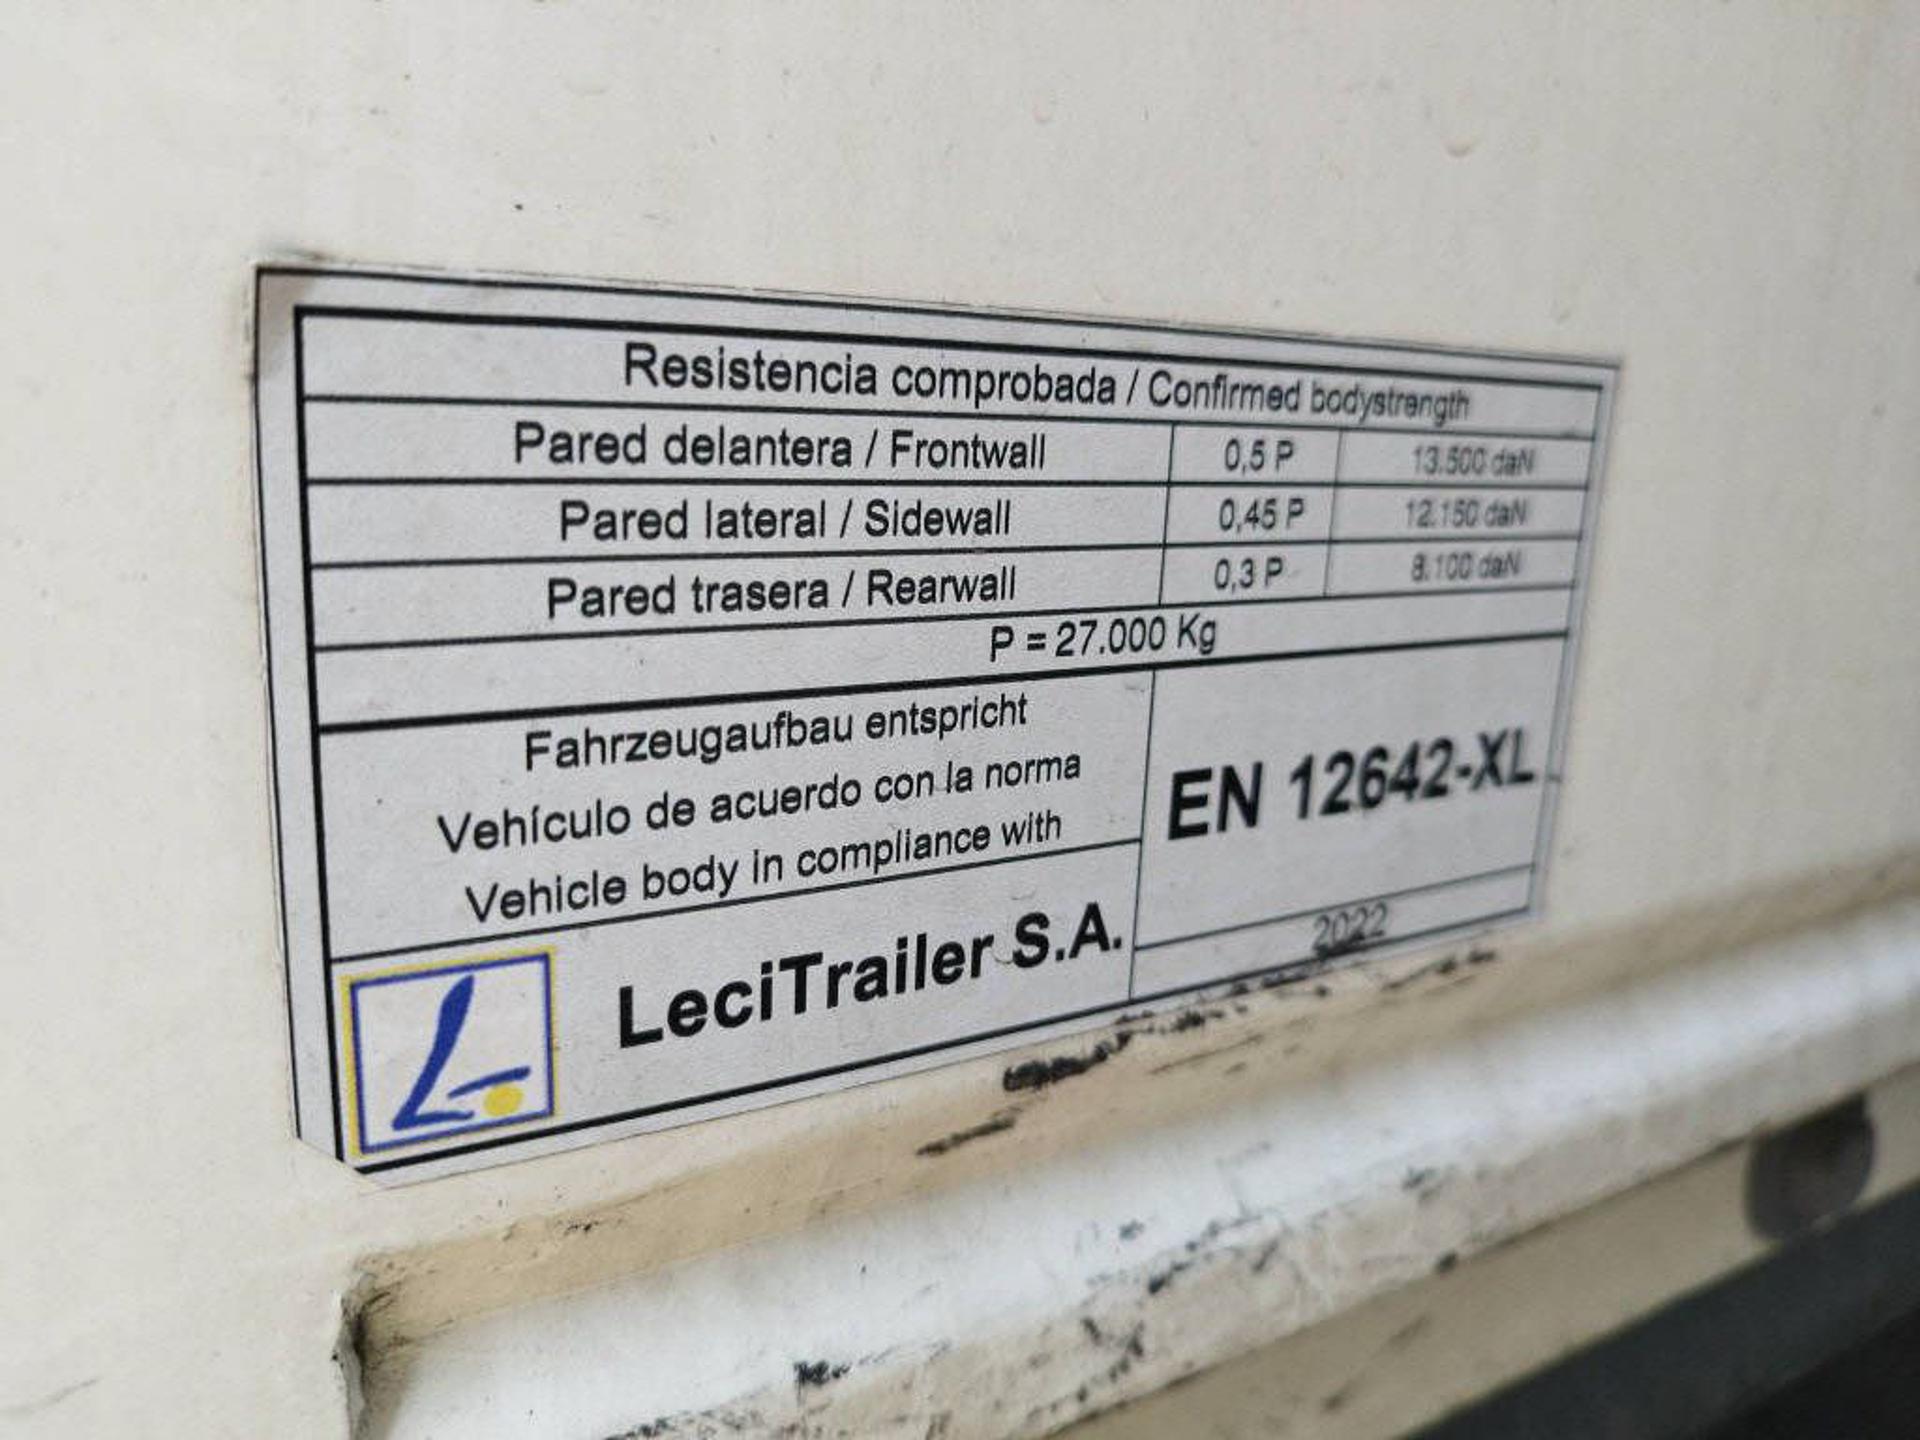 Resistencia comprobada / Confirmed bodystrength
Pared delantera / Frontwall 0,5 P 13.500 daN
Pared lateral / Sidewall 0,45 P 12.150 daN
Pared trasera / Rearwall 0,3 P 8.100 daN
P = 27.000 Kg
Fahrzeugaufbau entspricht
Vehículo de acuerdo con la norma
Vehicle body in compliance with
EN 12642-XL
LeciTrailer S.A.
2022